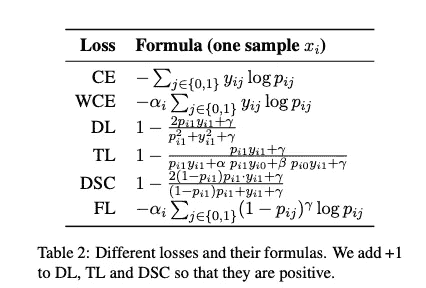 Loss Formula (one sample $x_i$)
CE $-\sum_{j\in\{0,1\}} y_{ij} \log p_{ij}$
WCE $-\alpha_i \sum_{j\in\{0,1\}} y_{ij} \log p_{ij}$
DL $1 - \frac{2p_{i1}y_{i1}+\gamma}{p_{i1}^2+y_{i1}^2+\gamma}$
TL $1 - \frac{p_{i1}y_{i1}+\gamma}{p_{i1}y_{i1}+\alpha\ p_{i1}y_{i0}+\beta\ p_{i0}y_{i1}+\gamma}$
DSC $1 - \frac{2(1-p_{i1})p_{i1}\cdot y_{i1}+\gamma}{(1-p_{i1})p_{i1}+y_{i1}+\gamma}$
FL $-\alpha_i \sum_{j\in\{0,1\}} (1-p_{ij})^{\gamma} \log p_{ij}$
Table 2: Different losses and their formulas. We add +1
to DL, TL and DSC so that they are positive.